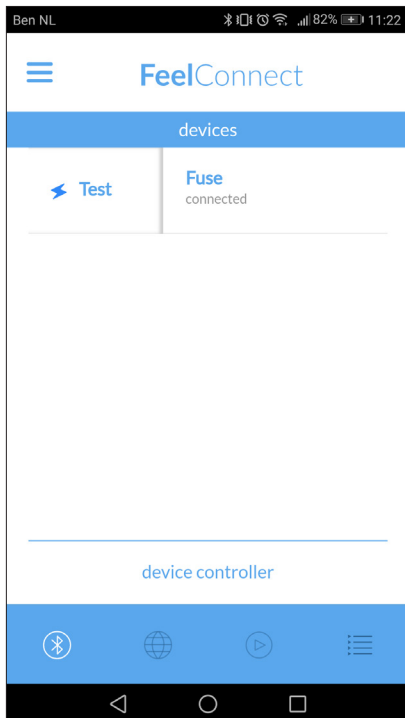 Ben NL 82% 11:22
FeelConnect
devices
Test
Fuse
connected
device controller